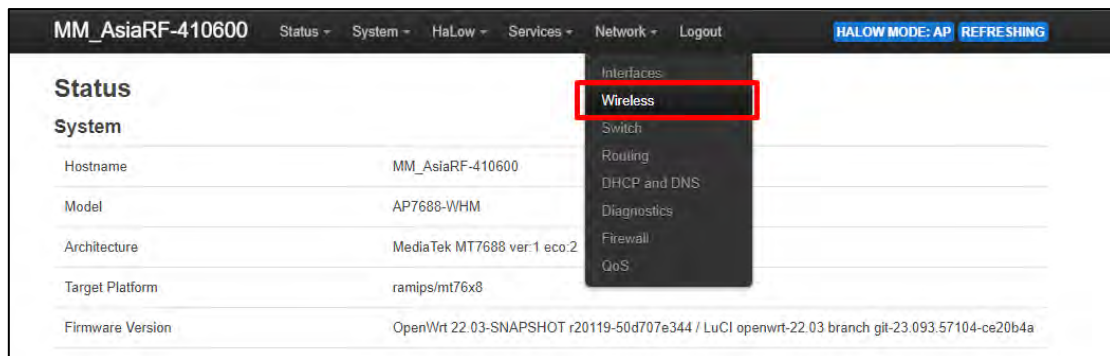 MM_AsiaRF-410600 Status System HaLow Services Network Logout HALOW MODE: AP REFRESHING
Interfaces
Wireless
Switch
Routing
DHCP and DNS
Diagnostics
Firewall
QoS
Status
System
Hostname MM_AsiaRF-410600
Model AP7688-WHM
Architecture MediaTek MT7688 ver:1 eco:2
Target Platform ramips/mt76x8
Firmware Version OpenWrt 22.03-SNAPSHOT r20119-50d707e344 / LuCI openwrt-22.03 branch git-23.093.57104-ce20b4a